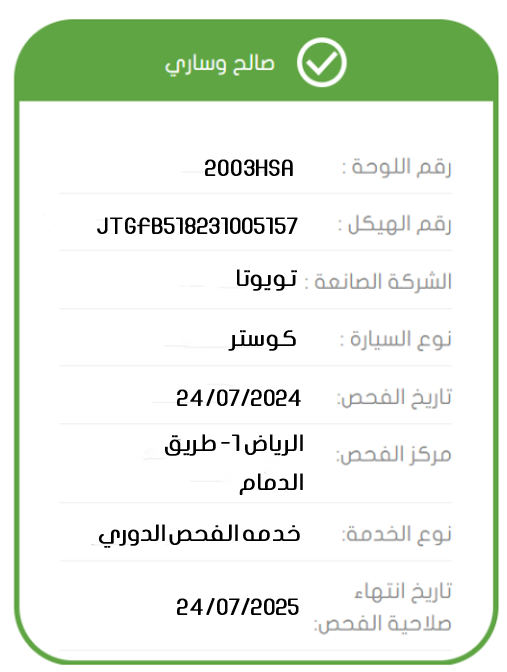 صالح وساري
رقم اللوحة : 2003HSA
رقم الهيكل : JTGFB518231005157
الشركة الصانعة : تويوتا
نوع السيارة : كوستر
تاريخ الفحص: 24/07/2024
مركز الفحص: الرياض 1- طريق
الدمام
نوع الخدمة: خدمه الفحص الدوري
تاريخ انتهاء
صلاحية الفحص: 24/07/2025